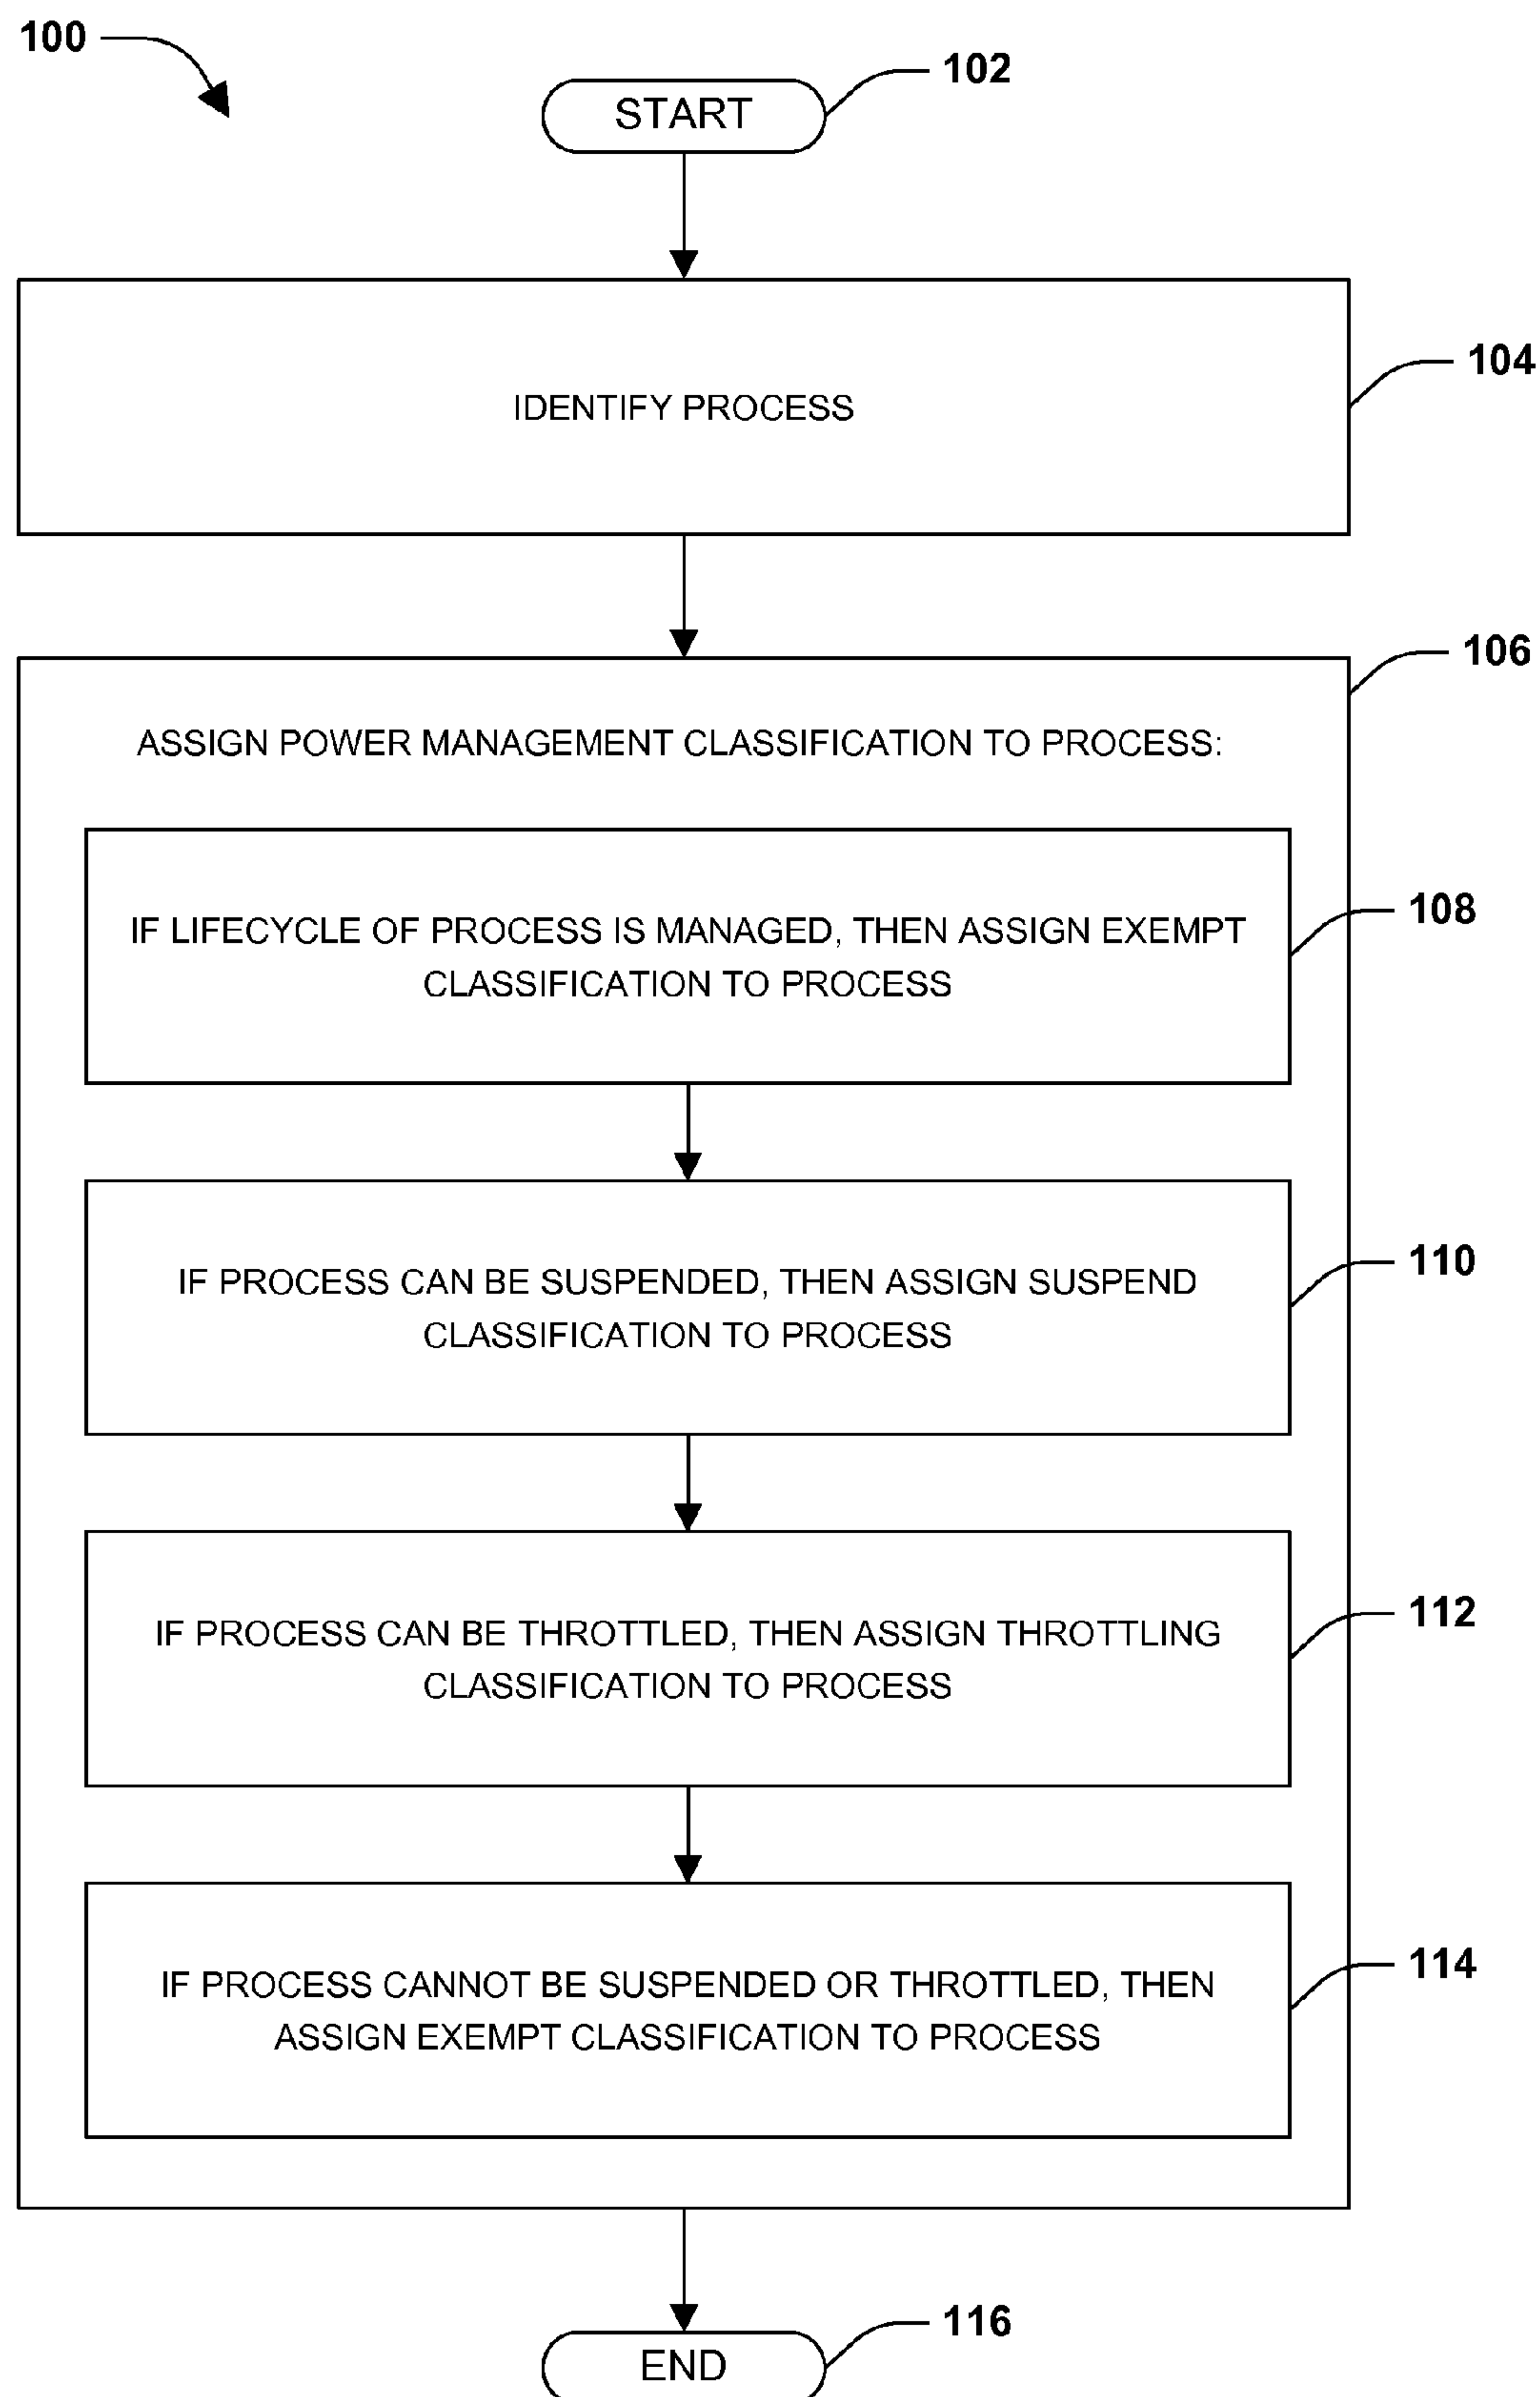 100
START
102
IDENTIFY PROCESS
104
106
ASSIGN POWER MANAGEMENT CLASSIFICATION TO PROCESS:
IF LIFECYCLE OF PROCESS IS MANAGED, THEN ASSIGN EXEMPT
CLASSIFICATION TO PROCESS
108
IF PROCESS CAN BE SUSPENDED, THEN ASSIGN SUSPEND
CLASSIFICATION TO PROCESS
110
IF PROCESS CAN BE THROTTLED, THEN ASSIGN THROTTLING
CLASSIFICATION TO PROCESS
112
IF PROCESS CANNOT BE SUSPENDED OR THROTTLED, THEN
ASSIGN EXEMPT CLASSIFICATION TO PROCESS
114
END
116